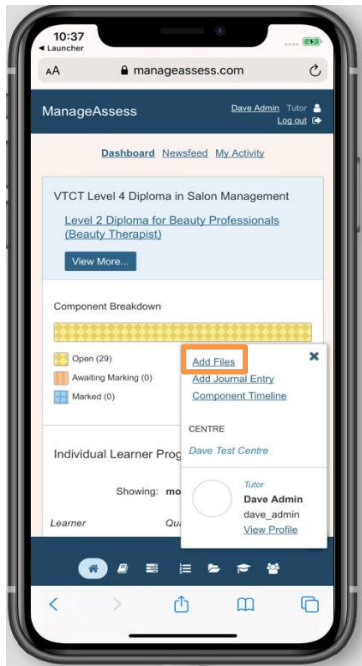 10:37
Launcher
AA manageassess.com
ManageAssess
Dave Admin Tutor
Log out
Dashboard Newsfeed My Activity
VTCT Level 4 Diploma in Salon Management
Level 2 Diploma for Beauty Professionals
(Beauty Therapist)
View More...
Component Breakdown
Open (29)
Awaiting Marking (0)
Marked (0)
Add Files
Add Journal Entry
Component Timeline
CENTRE
Dave Test Centre
Tutor
Dave Admin
dave_admin
View Profile
Individual Learner Prog
Showing: mo
Learner Qua